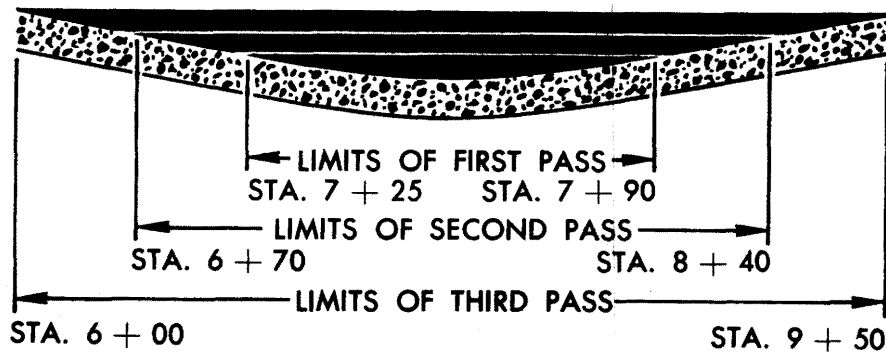 LIMITS OF FIRST PASS
STA. 7 + 25 STA. 7 + 90
LIMITS OF SECOND PASS
STA. 6 + 70 STA. 8 + 40
LIMITS OF THIRD PASS
STA. 6 + 00 STA. 9 + 50